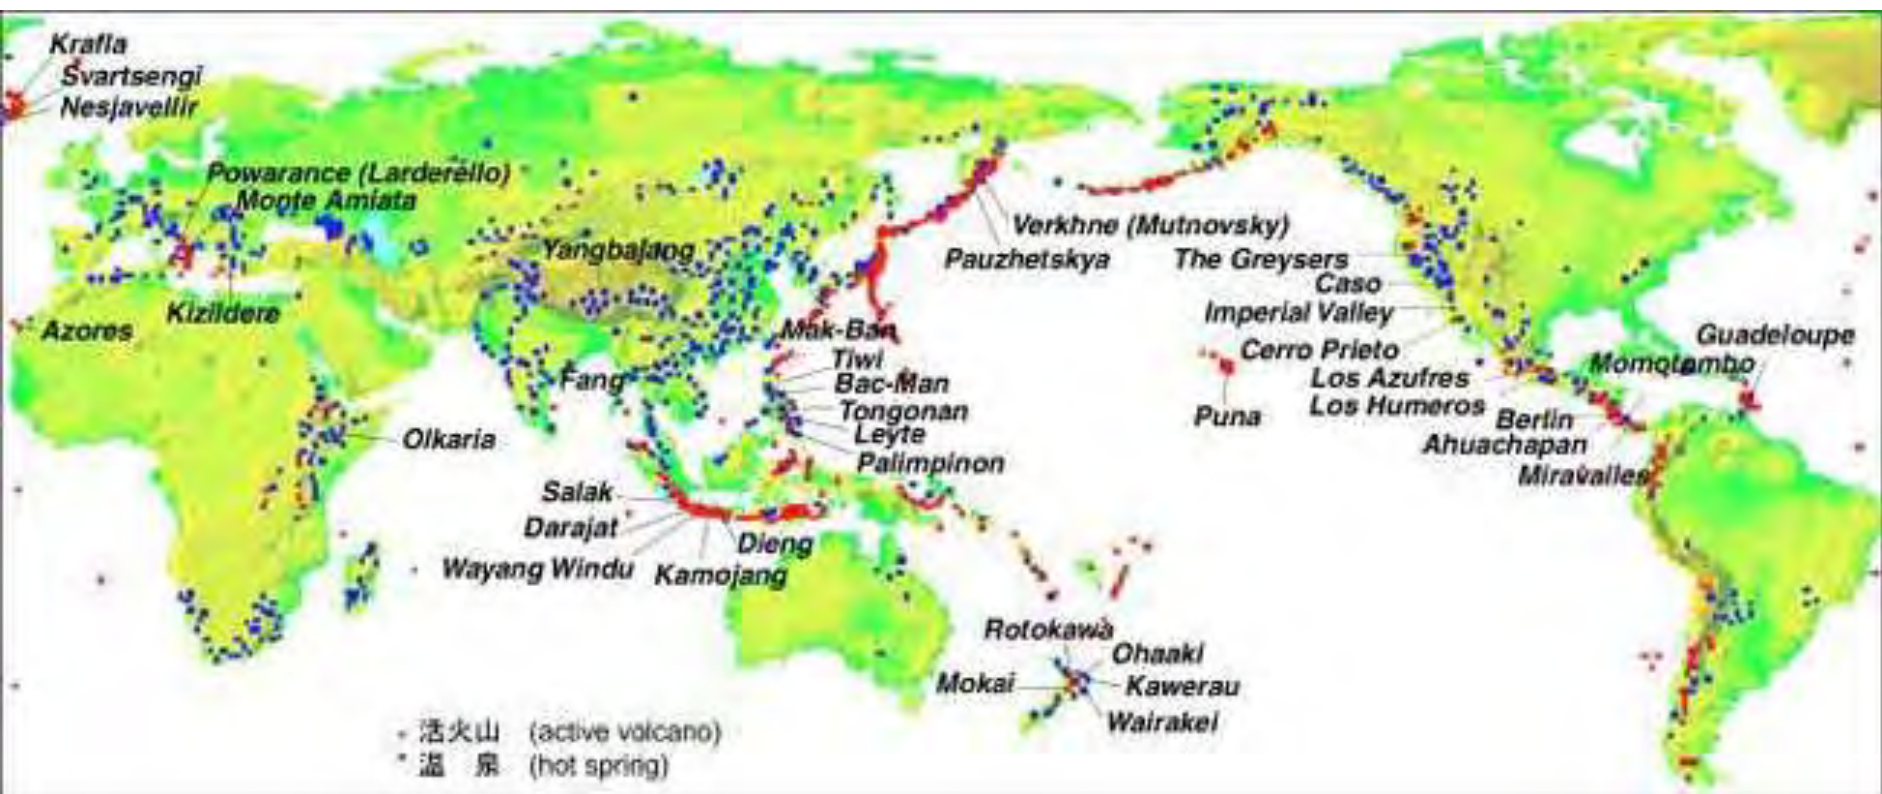 Krafla
Svartsengi
Nesjavellir
Powarance (Larderello)
Monte Amiata
Yangbajang
Verkhne (Mutnovsky)
Pauzhetskya
The Greysers
Caso
Imperial Valley
Kizildere
Azores
Mak-Ban
Guadeloupe
Cerro Prieto
Tiwi
Momotombo
Fang
Bac-Man
Los Azufres
Los Humeros
Tongonan
Puna
Berlin
Leyte
Olkaria
Ahuachapan
Palimpinon
Miravalles
Salak
Darajat
Dieng
Wayang Windu
Kamojang
Rotokawa
Ohaaki
Mokai
Kawerau
Wairakei
活火山 (active volcano)
温 泉 (hot spring)